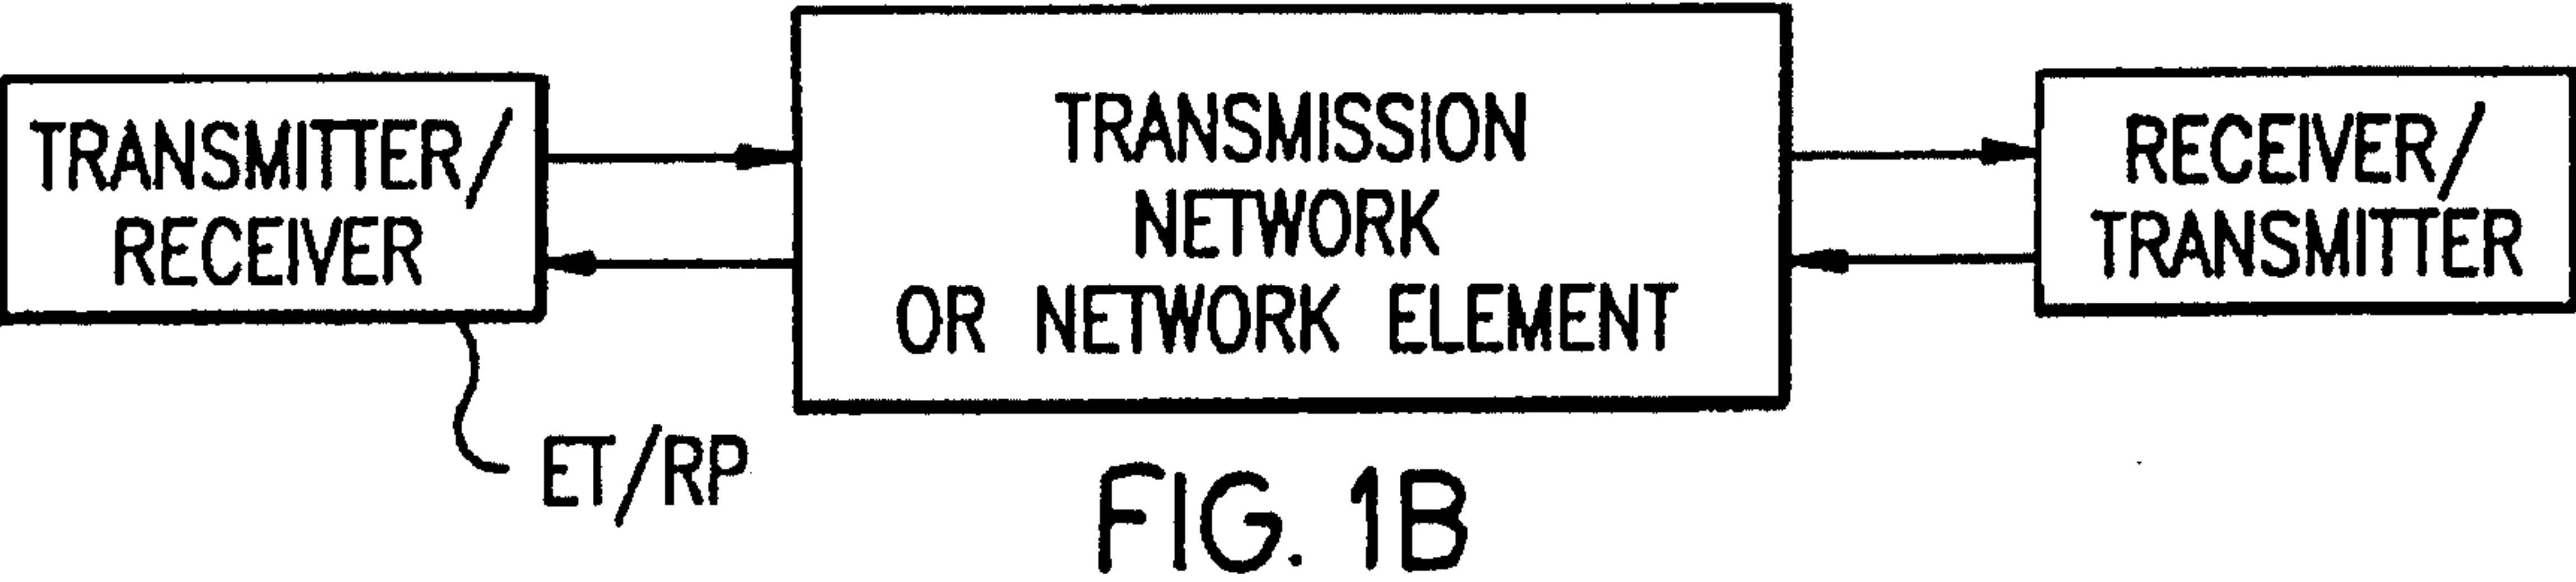 TRANSMITTER/
RECEIVER
TRANSMISSION
NETWORK
OR NETWORK ELEMENT
RECEIVER/
TRANSMITTER
ET/RP
FIG. 1B